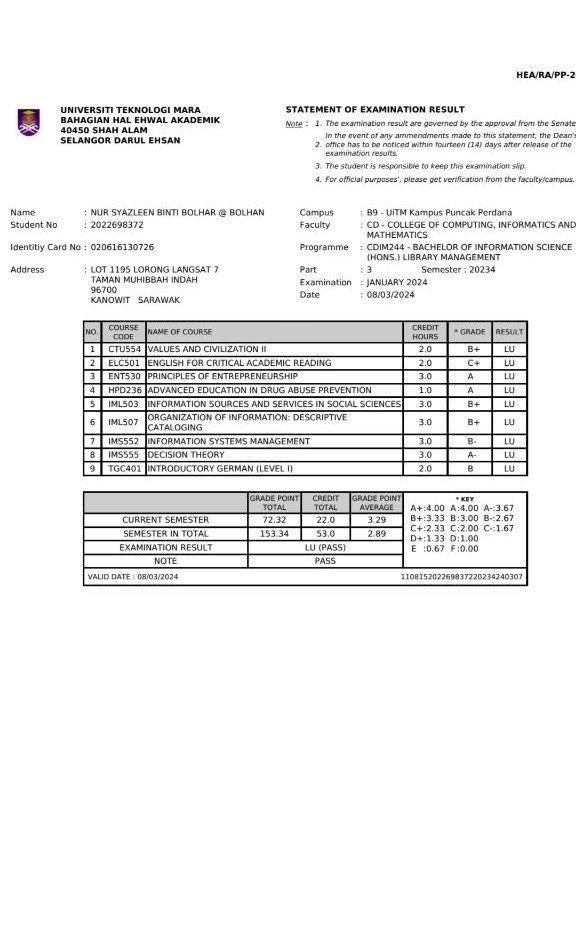 HEA/RA/PP-2
UNIVERSITI TEKNOLOGI MARA
BAHAGIAN HAL EHWAL AKADEMIK
40450 SHAH ALAM
SELANGOR DARUL EHSAN
STATEMENT OF EXAMINATION RESULT
Note : 1. The examination result are governed by the approval from the Senate
2. In the event of any ammendments made to this statement, the Dean's
office has to be noticed within fourteen (14) days after release of the
examination results.
3. The student is responsible to keep this examination slip.
4. For official purposes', please get verification from the faculty/campus.
Name : NUR SYAZLEEN BINTI BOLHAR @ BOLHAN
Student No : 2022698372
Identitiy Card No : 020616130726
Address : LOT 1195 LORONG LANGSAT 7
TAMAN MUHIBBAH INDAH
96700
KANOWIT SARAWAK
Campus : B9 - UiTM Kampus Puncak Perdana
Faculty : CD - COLLEGE OF COMPUTING, INFORMATICS AND
MATHEMATICS
Programme : CDIM244 - BACHELOR OF INFORMATION SCIENCE
(HONS.) LIBRARY MANAGEMENT
Part : 3 Semester : 20234
Examination : JANUARY 2024
Date : 08/03/2024
NO. COURSE CODE NAME OF COURSE CREDIT HOURS * GRADE RESULT
1 CTU554 VALUES AND CIVILIZATION II 2.0 B+ LU
2 ELC501 ENGLISH FOR CRITICAL ACADEMIC READING 2.0 C+ LU
3 ENT530 PRINCIPLES OF ENTREPRENEURSHIP 3.0 A LU
4 HPD236 ADVANCED EDUCATION IN DRUG ABUSE PREVENTION 1.0 A LU
5 IML503 INFORMATION SOURCES AND SERVICES IN SOCIAL SCIENCES 3.0 B+ LU
6 IML507 ORGANIZATION OF INFORMATION: DESCRIPTIVE
CATALOGING 3.0 B+ LU
7 IMS552 INFORMATION SYSTEMS MANAGEMENT 3.0 B- LU
8 IMS555 DECISION THEORY 3.0 A- LU
9 TGC401 INTRODUCTORY GERMAN (LEVEL I) 2.0 B LU
GRADE POINT TOTAL CREDIT TOTAL GRADE POINT AVERAGE
CURRENT SEMESTER 72.32 22.0 3.29
SEMESTER IN TOTAL 153.34 53.0 2.89
EXAMINATION RESULT LU (PASS)
NOTE PASS
* KEY
A+:4.00 A:4.00 A-:3.67
B+:3.33 B:3.00 B-:2.67
C+:2.33 C:2.00 C-:1.67
D+:1.33 D:1.00
E :0.67 F:0.00
VALID DATE : 08/03/2024 110815202269837220234240307